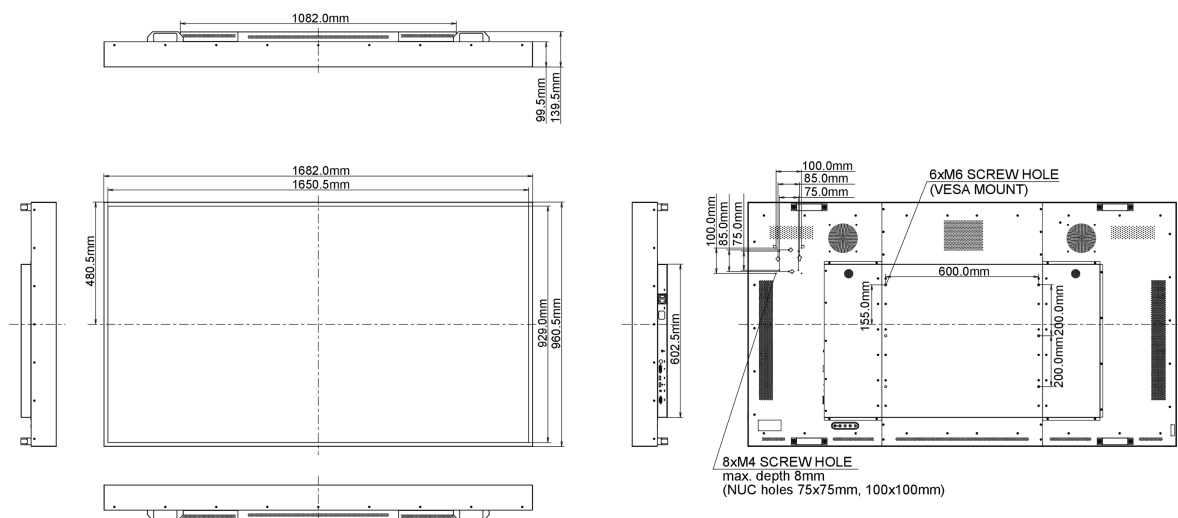 1082.0mm
99.5mm
139.5mm
1682.0mm
1650.5mm
480.5mm
929.0mm
960.5mm
602.5mm
100.0mm
85.0mm
75.0mm
100.0mm
85.0mm
75.0mm
6xM6 SCREW HOLE
(VESA MOUNT)
600.0mm
155.0mm
200.0mm
200.0mm
8xM4 SCREW HOLE
max. depth 8mm
(NUC holes 75x75mm, 100x100mm)